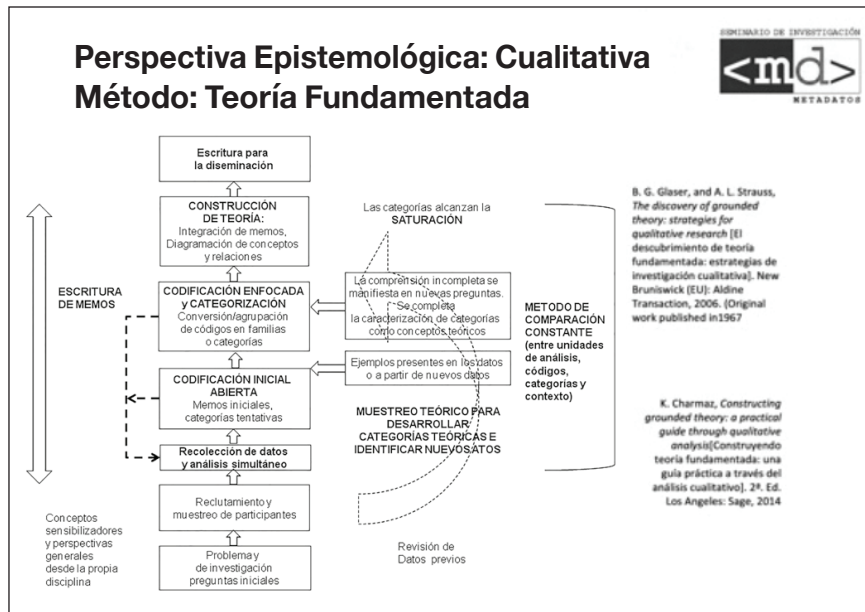 Perspectiva Epistemológica: Cualitativa
Método: Teoría Fundamentada
SEMINARIO DE INVESTIGACIÓN
<md>
METADATOS
Escritura para
la diseminación
CONSTRUCCIÓN
DE TEORÍA:
Integración de memos,
Diagramación de conceptos
y relaciones
CODIFICACIÓN ENFOCADA
y CATEGORIZACIÓN
Conversión/agrupación
de códigos en familias
o categorías
CODIFICACIÓN INICIAL
ABIERTA
Memos iniciales,
categorías tentativas
Recolección de datos
y análisis simultáneo
Reclutamiento y
muestreo de participantes
Problema y
de investigación
preguntas iniciales
ESCRITURA
DE MEMOS
Conceptos
sensibilizadores
y perspectivas
generales
desde la propia
disciplina
Las categorías alcanzan la
SATURACIÓN
La comprensión incompleta se
manifiesta en nuevas preguntas.
Se completa
la caracterización de categorías
como conceptos teóricos
Ejemplos presentes en los datos
o a partir de nuevos datos
MUESTREO TEÓRICO PARA
DESARROLLAR
CATEGORÍAS TEÓRICAS E
IDENTIFICAR NUEVOS ATOS
Revisión de
Datos previos
METODO DE
COMPARACIÓN
CONSTANTE
(entre unidades
de análisis,
códigos,
categorías y
contexto)
B. G. Glaser, and A. L. Strauss,
The discovery of grounded
theory: strategies for
qualitative research [El
descubrimiento de teoría
fundamentada: estrategias de
investigación cualitativa]. New
Bruniswick (EU): Aldine
Transaction, 2006. (Original
work published in1967
K. Charmaz, Constructing
grounded theory: a practical
guide through qualitative
analysis[Construyendo
teoría fundamentada: una
guía práctica a través del
análisis cualitativo]. 2ª. Ed.
Los Angeles: Sage, 2014